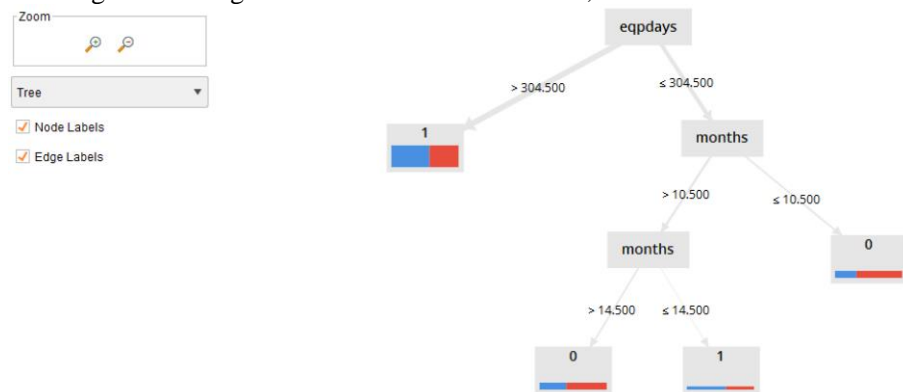 Zoom
Tree
Node Labels
Edge Labels
eqpdays
> 304.500
≤ 304.500
1
months
> 10.500
≤ 10.500
months
0
> 14.500
≤ 14.500
0
1